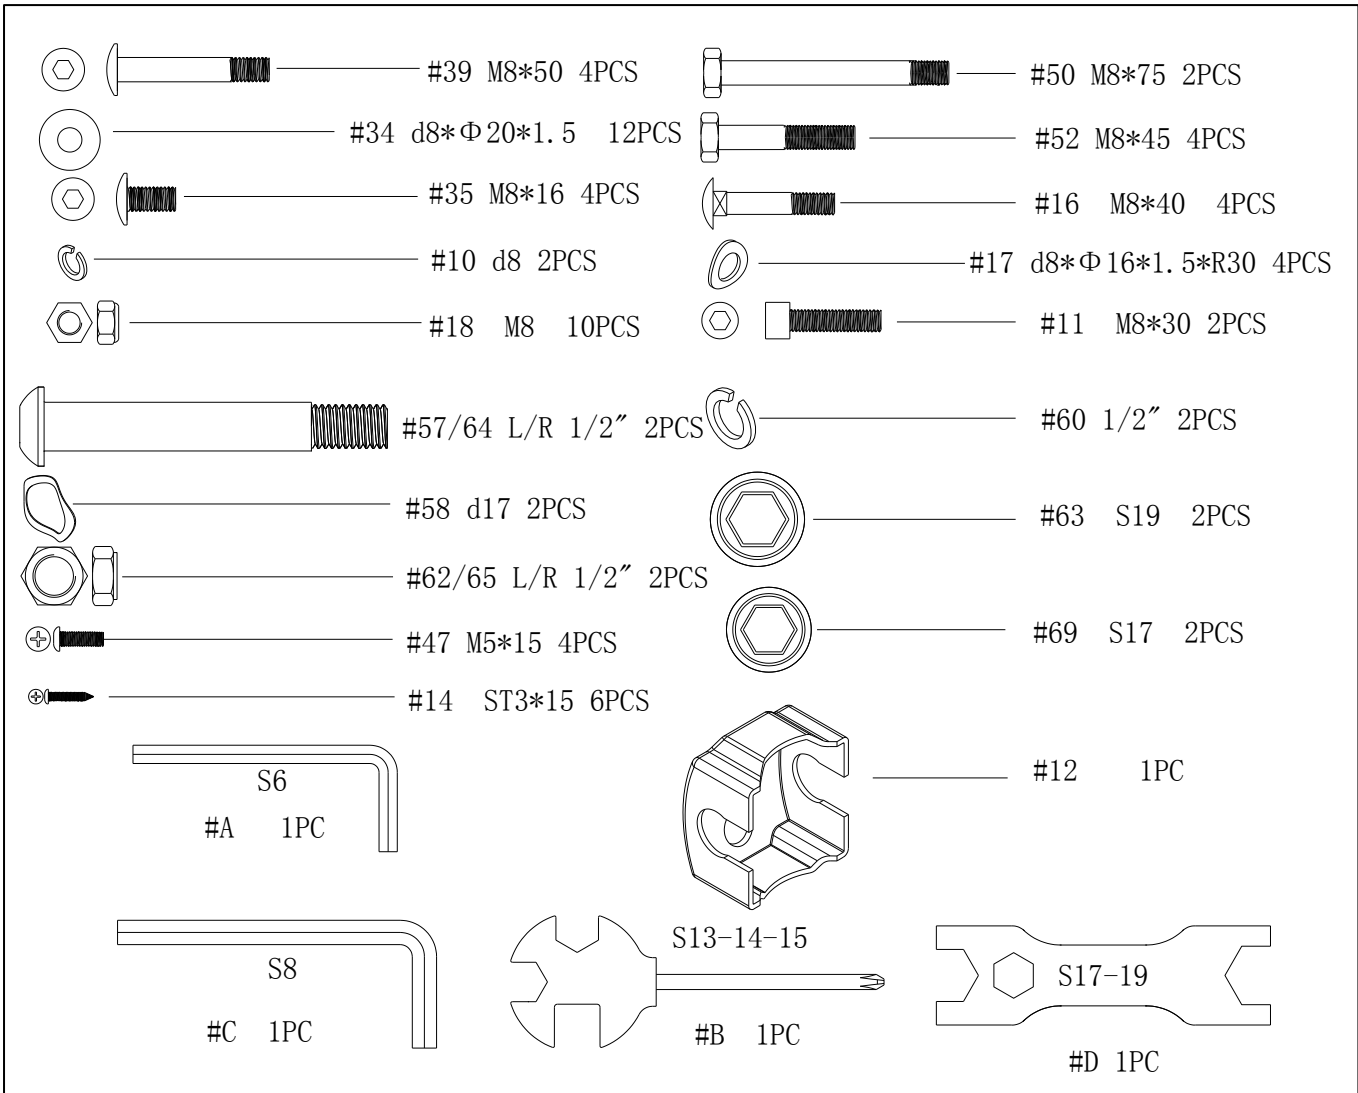 #39 M8*50 4PCS
#34 d8*Φ20*1.5 12PCS
#35 M8*16 4PCS
#10 d8 2PCS
#18 M8 10PCS
#57/64 L/R 1/2″ 2PCS
#58 d17 2PCS
#62/65 L/R 1/2″ 2PCS
#47 M5*15 4PCS
#14 ST3*15 6PCS
#50 M8*75 2PCS
#52 M8*45 4PCS
#16 M8*40 4PCS
#17 d8*Φ16*1.5*R30 4PCS
#11 M8*30 2PCS
#60 1/2″ 2PCS
#63 S19 2PCS
#69 S17 2PCS
#12 1PC
S6
#A 1PC
S8
#C 1PC
S13-14-15
#B 1PC
S17-19
#D 1PC